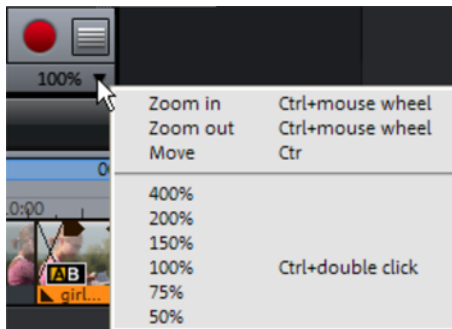 100%
Zoom in Ctrl+mouse wheel
Zoom out Ctrl+mouse wheel
Move Ctr
0
0:00
400%
200%
150%
100% Ctrl+double click
75%
50%
AB
girl...